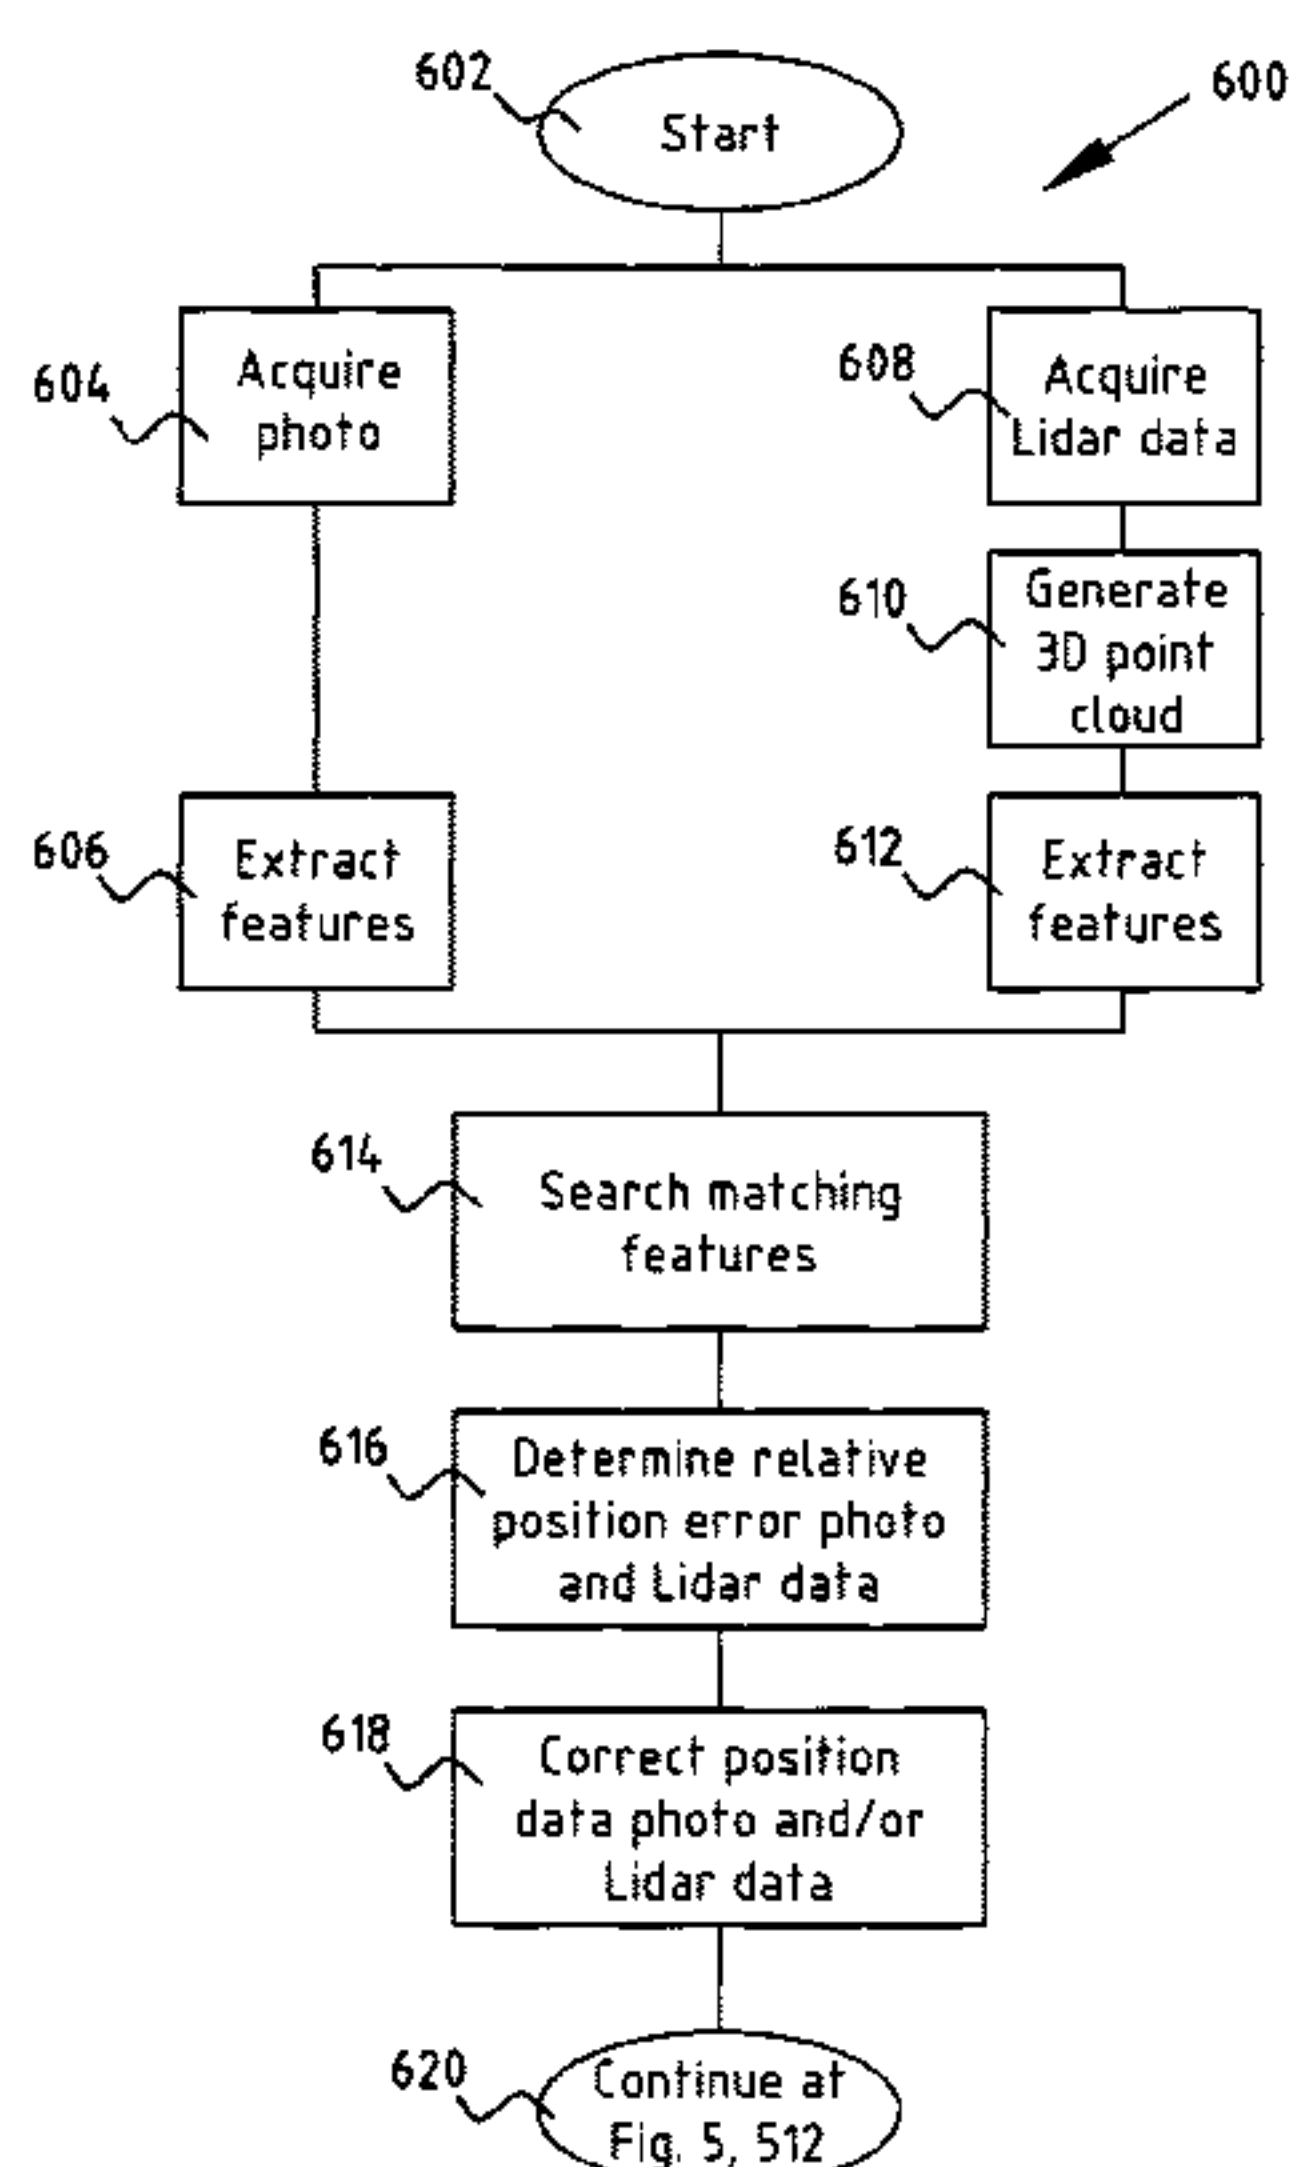 602
Start
600
604
Acquire
photo
608
Acquire
Lidar data
610
Generate
3D point
cloud
606
Extract
features
612
Extract
features
614
Search matching
features
616
Determine relative
position error photo
and Lidar data
618
Correct position
data photo and/or
Lidar data
620
Continue at
Fig. 5, 512